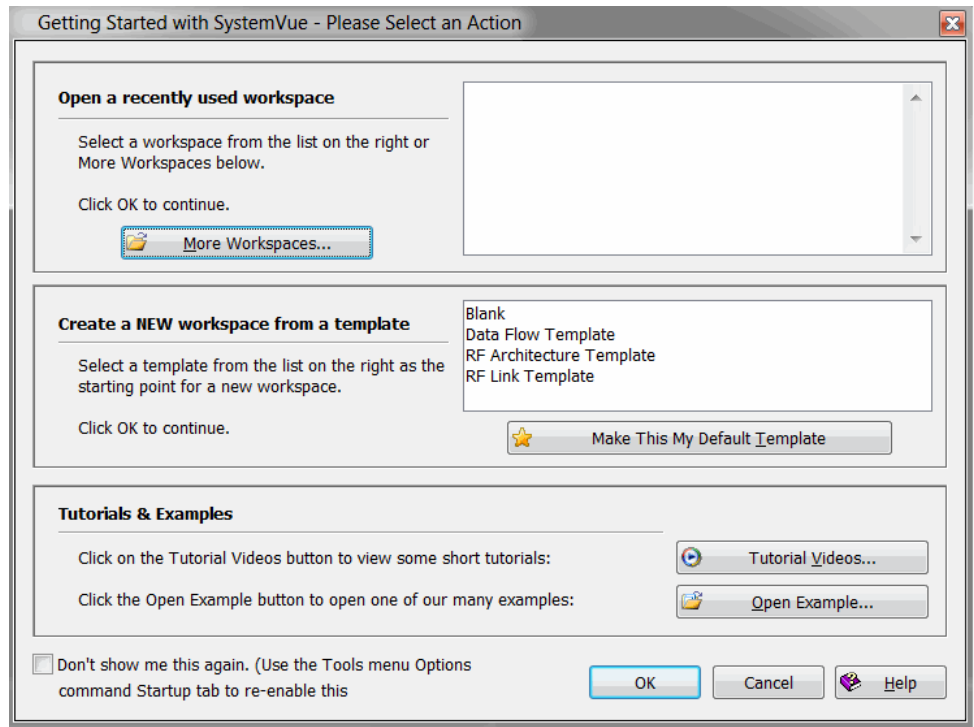 Getting Started with SystemVue - Please Select an Action
Open a recently used workspace
Select a workspace from the list on the right or
More Workspaces below.
Click OK to continue.
More Workspaces...
Create a NEW workspace from a template
Select a template from the list on the right as the
starting point for a new workspace.
Click OK to continue.
Blank
Data Flow Template
RF Architecture Template
RF Link Template
Make This My Default Template
Tutorials & Examples
Click on the Tutorial Videos button to view some short tutorials:
Tutorial Videos...
Click the Open Example button to open one of our many examples:
Open Example...
Don't show me this again. (Use the Tools menu Options
command Startup tab to re-enable this
OK
Cancel
Help